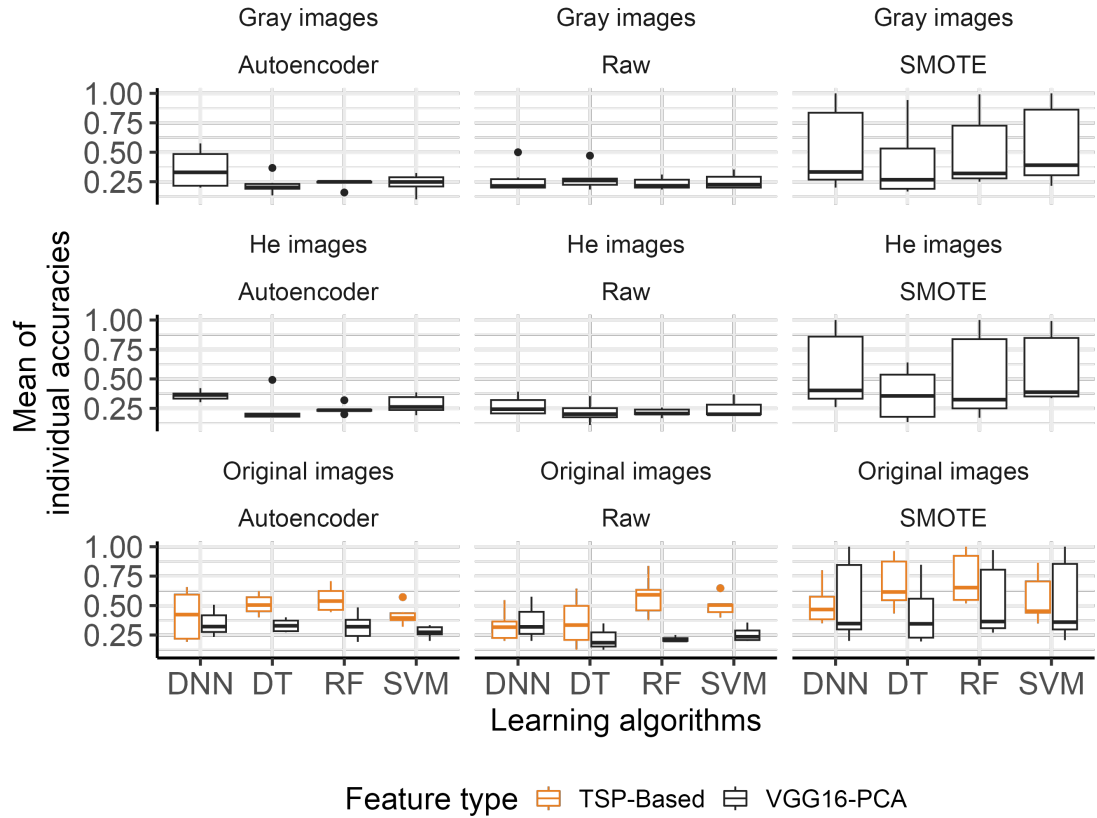 Gray images Gray images Gray images
Autoencoder Raw SMOTE
1.00
0.75
0.50
0.25
He images He images He images
Autoencoder Raw SMOTE
1.00
0.75
0.50
0.25
Mean of
individual accuracies
Original images Original images Original images
Autoencoder Raw SMOTE
1.00
0.75
0.50
0.25
DNN DT RF SVM DNN DT RF SVM DNN DT RF SVM
Learning algorithms
Feature type TSP-Based VGG16-PCA